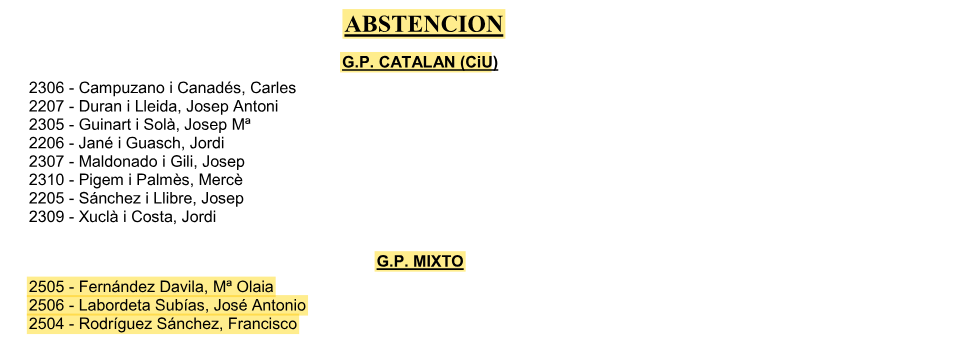 ABSTENCION
G.P. CATALAN (CiU)
2306 - Campuzano i Canadés, Carles
2207 - Duran i Lleida, Josep Antoni
2305 - Guinart i Solà, Josep Mª
2206 - Jané i Guasch, Jordi
2307 - Maldonado i Gili, Josep
2310 - Pigem i Palmès, Mercè
2205 - Sánchez i Llibre, Josep
2309 - Xuclà i Costa, Jordi
G.P. MIXTO
2505 - Fernández Davila, Mª Olaia
2506 - Labordeta Subías, José Antonio
2504 - Rodríguez Sánchez, Francisco